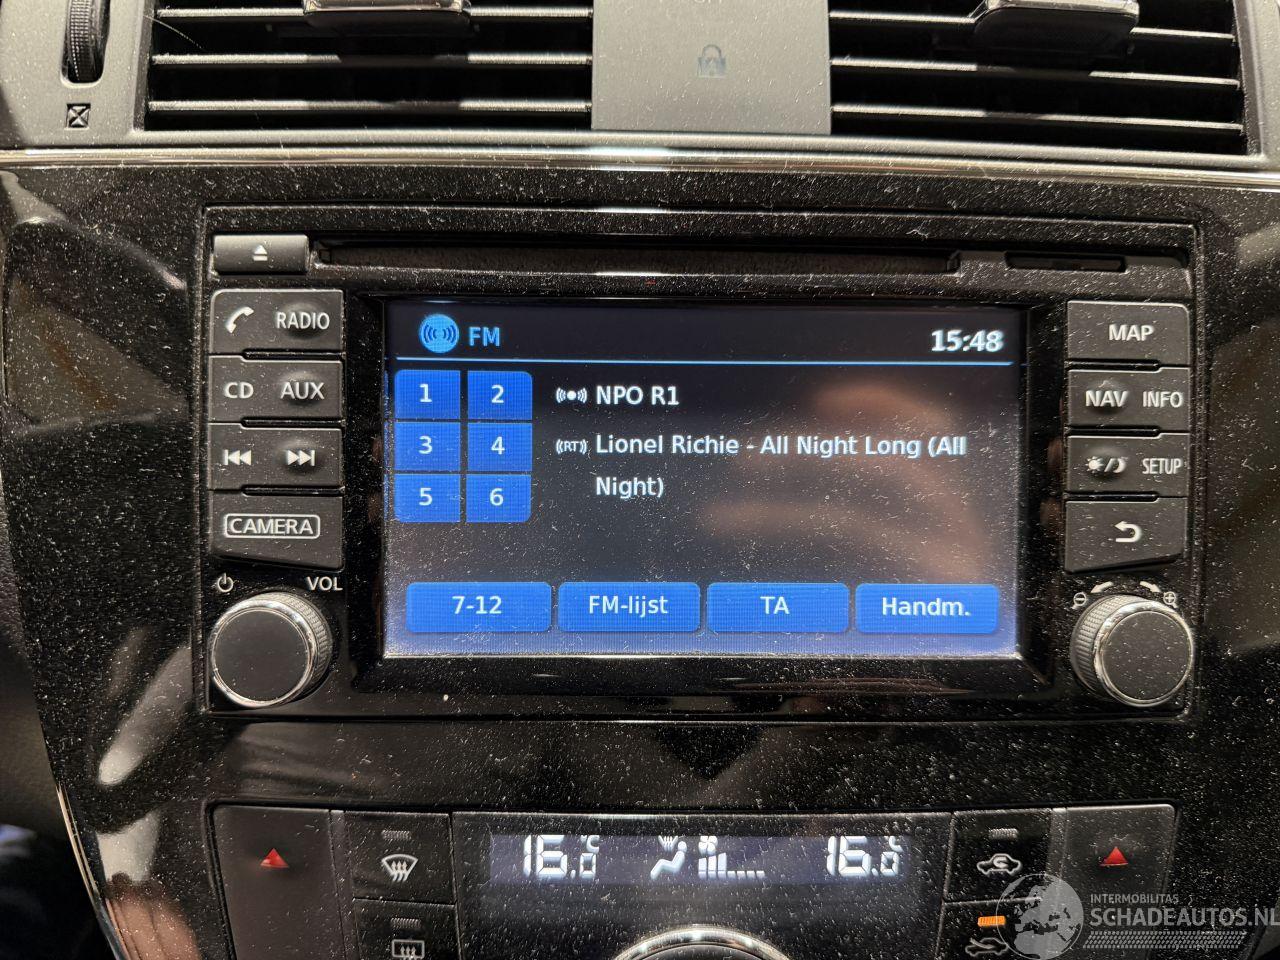 RADIO
CD AUX
CAMERA
VOL
FM 15:48
1 2
3 4
5 6
NPO R1
((RT)) Lionel Richie - All Night Long (All
Night)
7-12 FM-lijst TA Handm.
MAP
NAV INFO
SETUP
16.0°C 16.0°C
INTERMOBILITAS
SCHADEAUTOS.NL